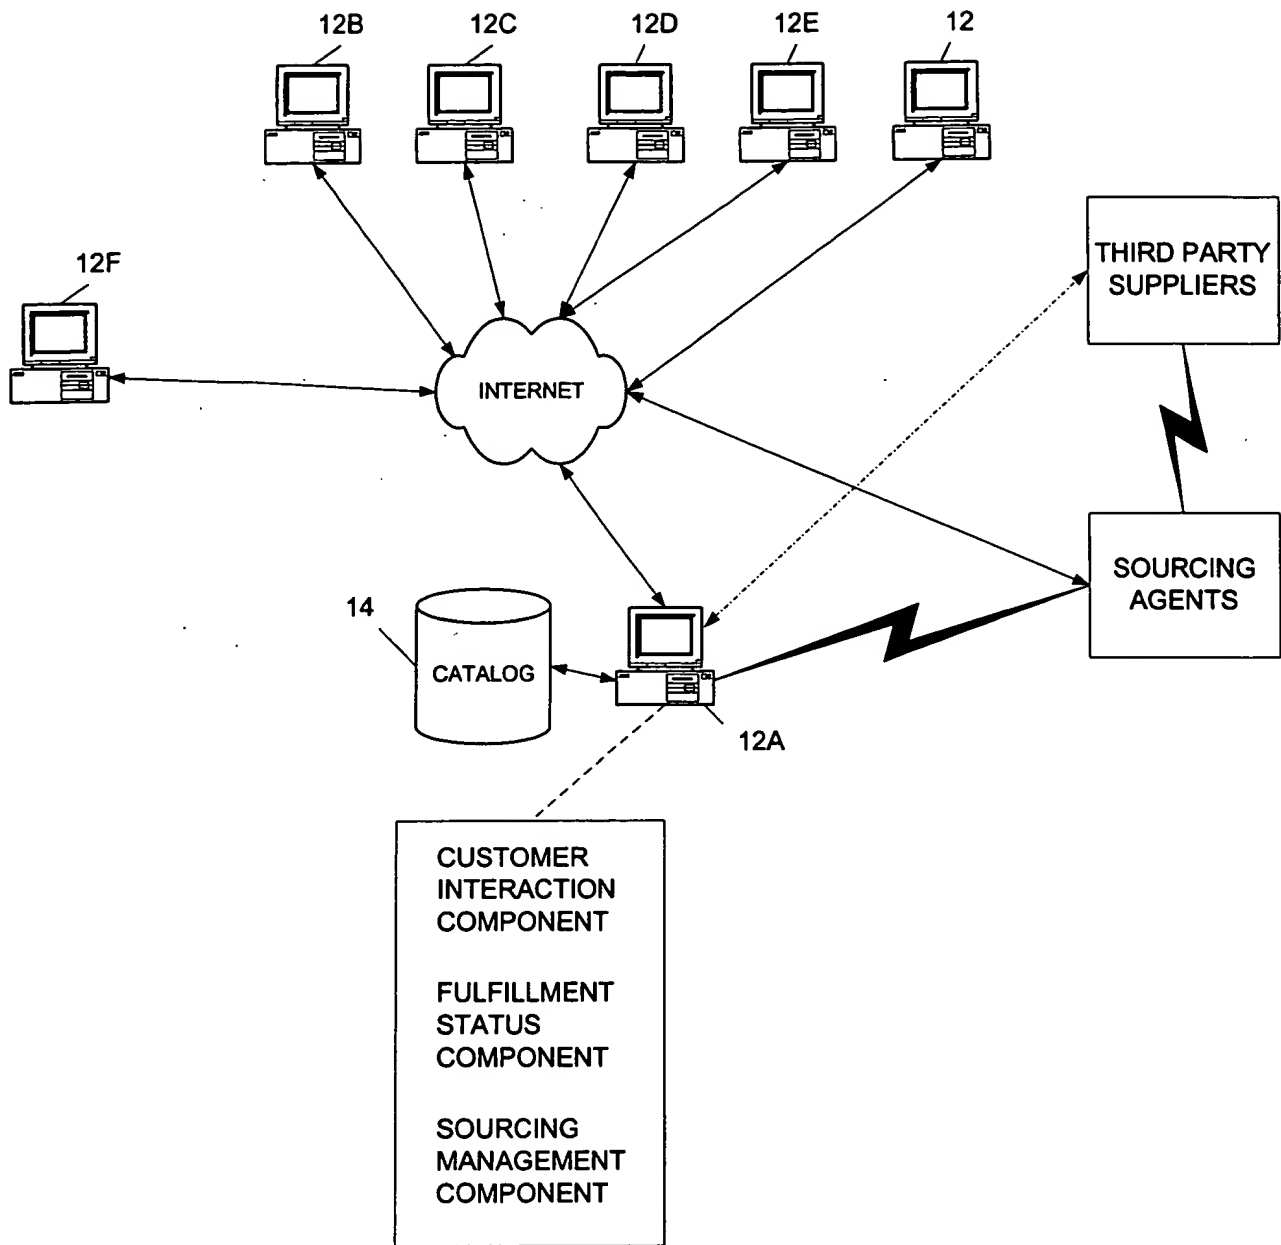 12B
12C
12D
12E
12
12F
THIRD PARTY
SUPPLIERS
INTERNET
SOURCING
AGENTS
14
CATALOG
12A
CUSTOMER
INTERACTION
COMPONENT
FULFILLMENT
STATUS
COMPONENT
SOURCING
MANAGEMENT
COMPONENT